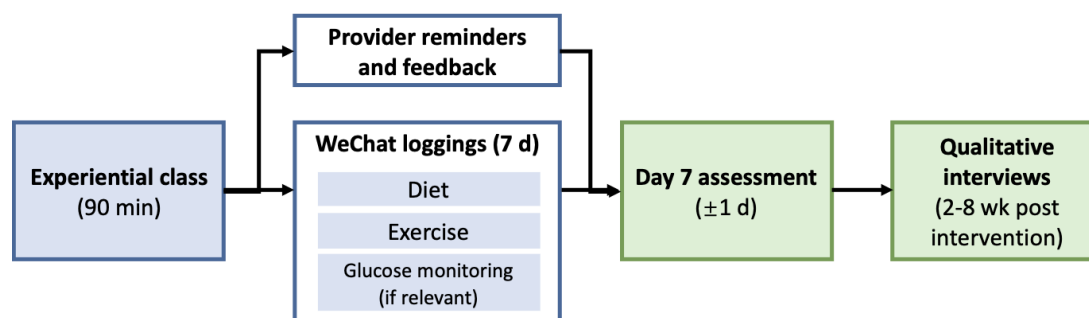 Provider reminders
and feedback
Experiential class
(90 min)
WeChat loggings (7 d)
Diet
Exercise
Glucose monitoring
(if relevant)
Day 7 assessment
(±1 d)
Qualitative
interviews
(2-8 wk post
intervention)